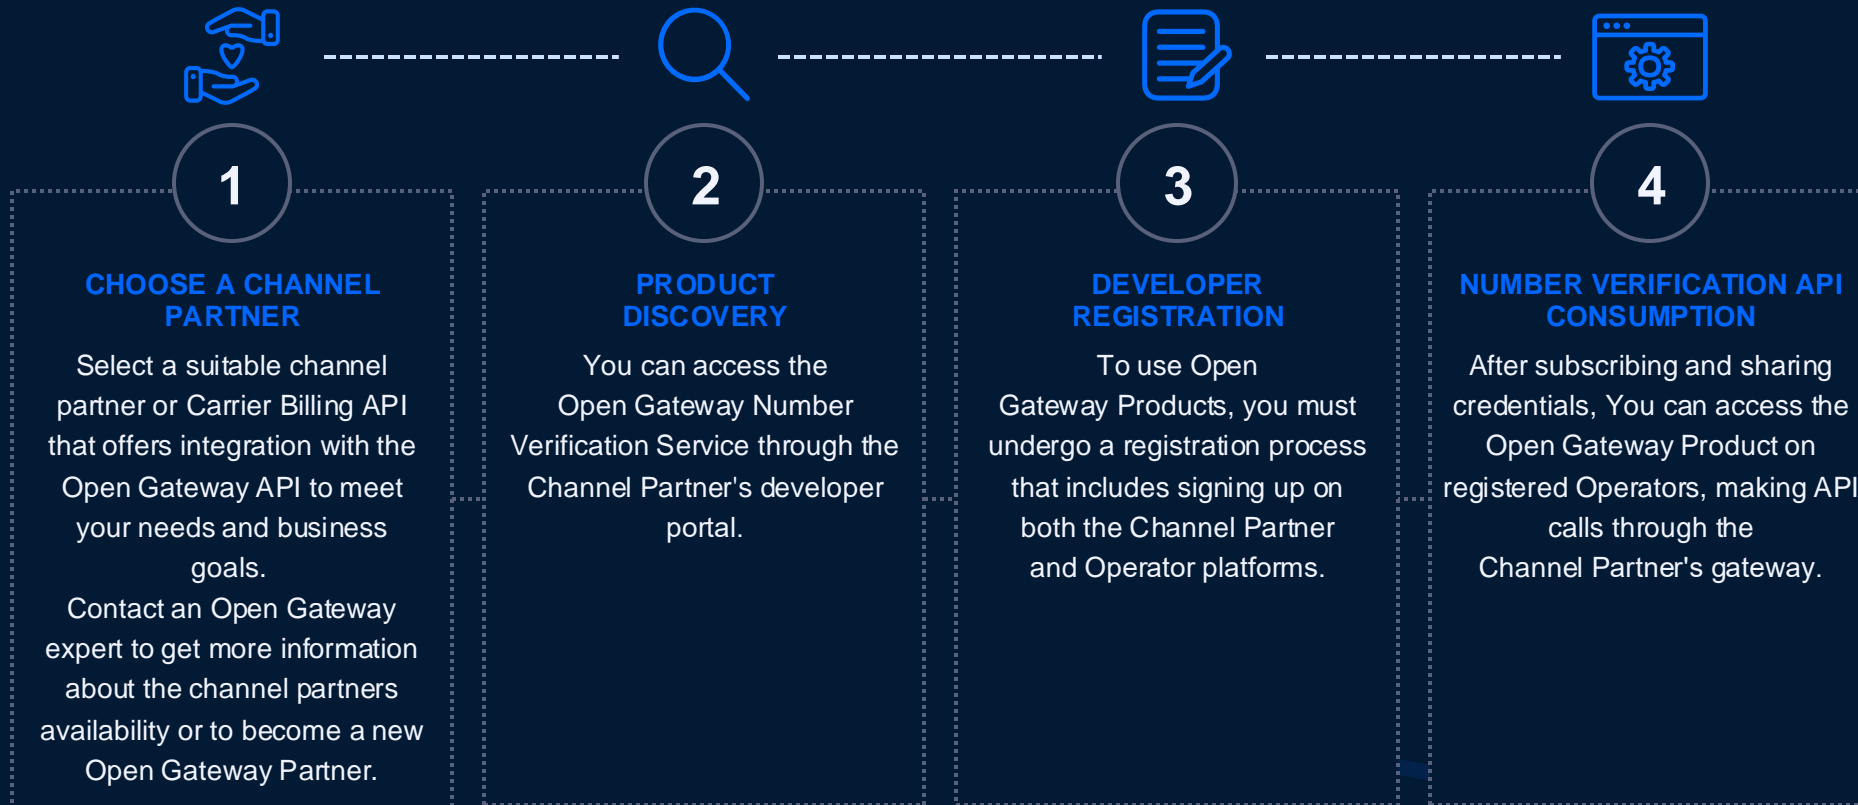 1
CHOOSE A CHANNEL
PARTNER
Select a suitable channel
partner or Carrier Billing API
that offers integration with the
Open Gateway API to meet
your needs and business
goals.
Contact an Open Gateway
expert to get more information
about the channel partners
availability or to become a new
Open Gateway Partner.
2
PRODUCT
DISCOVERY
You can access the
Open Gateway Number
Verification Service through the
Channel Partner's developer
portal.
3
DEVELOPER
REGISTRATION
To use Open
Gateway Products, you must
undergo a registration process
that includes signing up on
both the Channel Partner
and Operator platforms.
4
NUMBER VERIFICATION API
CONSUMPTION
After subscribing and sharing
credentials, You can access the
Open Gateway Product on
registered Operators, making API
calls through the
Channel Partner's gateway.